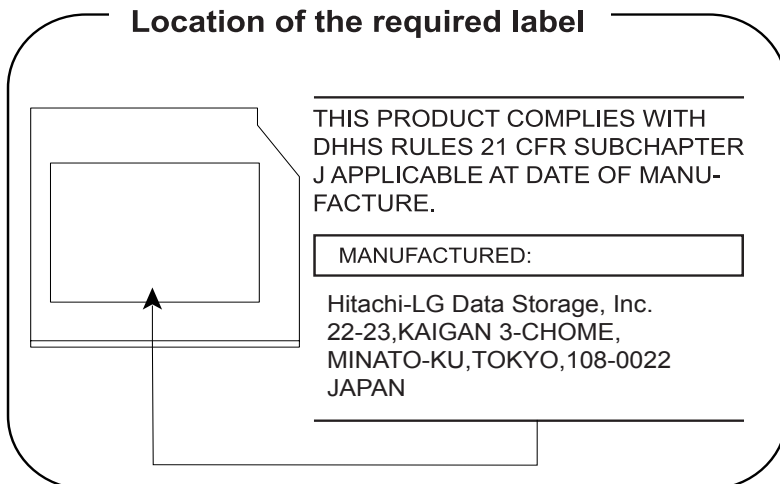 Location of the required label
THIS PRODUCT COMPLIES WITH
DHHS RULES 21 CFR SUBCHAPTER
J APPLICABLE AT DATE OF MANU-
FACTURE.
MANUFACTURED:
Hitachi-LG Data Storage, Inc.
22-23,KAIGAN 3-CHOME,
MINATO-KU,TOKYO,108-0022
JAPAN